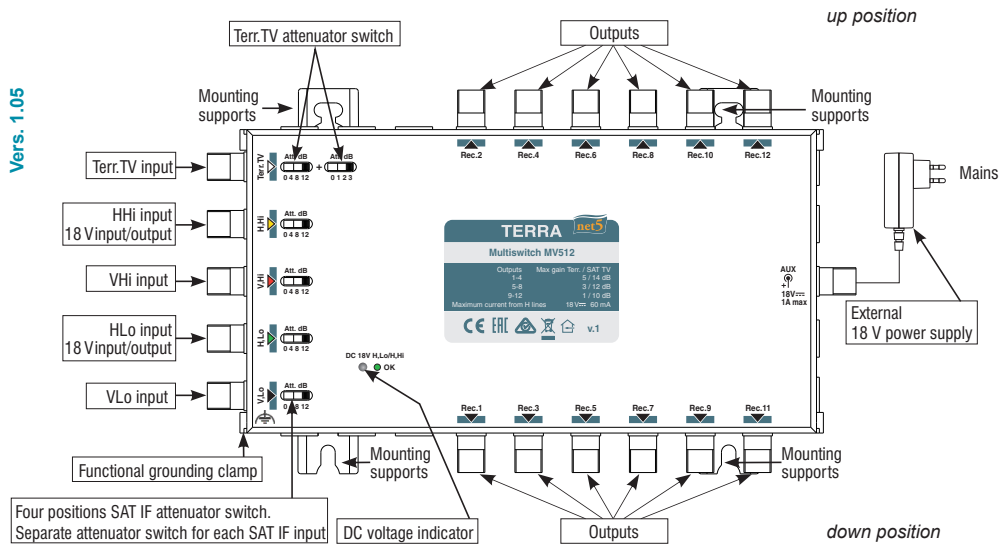 up position
Terr.TV attenuator switch
Outputs
Vers. 1.05
Mounting
supports
Mounting
supports
Rec.2
Rec.4
Rec.6
Rec.8
Rec.10
Rec.12
Terr.TV input
Terr.TV
Att. dB
0 4 8 12
+
Att. dB
0 1 2 3
Mains
HHi input
18 Vinput/output
H,Hi
Att. dB
0 4 8 12
TERRA
net5
Multiswitch MV512
Outputs Max gain Terr. / SAT TV
1-4 5 / 14 dB
5-8 3 / 12 dB
9-12 1 / 10 dB
Maximum current from H lines 18 V 60 mA
CE EAC v.1
VHi input
V,Hi
Att. dB
0 4 8 12
AUX
+
18V
1A max
External
18 V power supply
HLo input
18 Vinput/output
H,Lo
Att. dB
0 4 8 12
DC 18V H,Lo/H,Hi
OK
VLo input
V,Lo
Att. dB
0 4 8 12
Rec.1
Rec.3
Rec.5
Rec.7
Rec.9
Rec.11
Functional grounding clamp
Mounting
supports
Mounting
supports
Four positions SAT IF attenuator switch.
Separate attenuator switch for each SAT IF input
DC voltage indicator
Outputs
down position